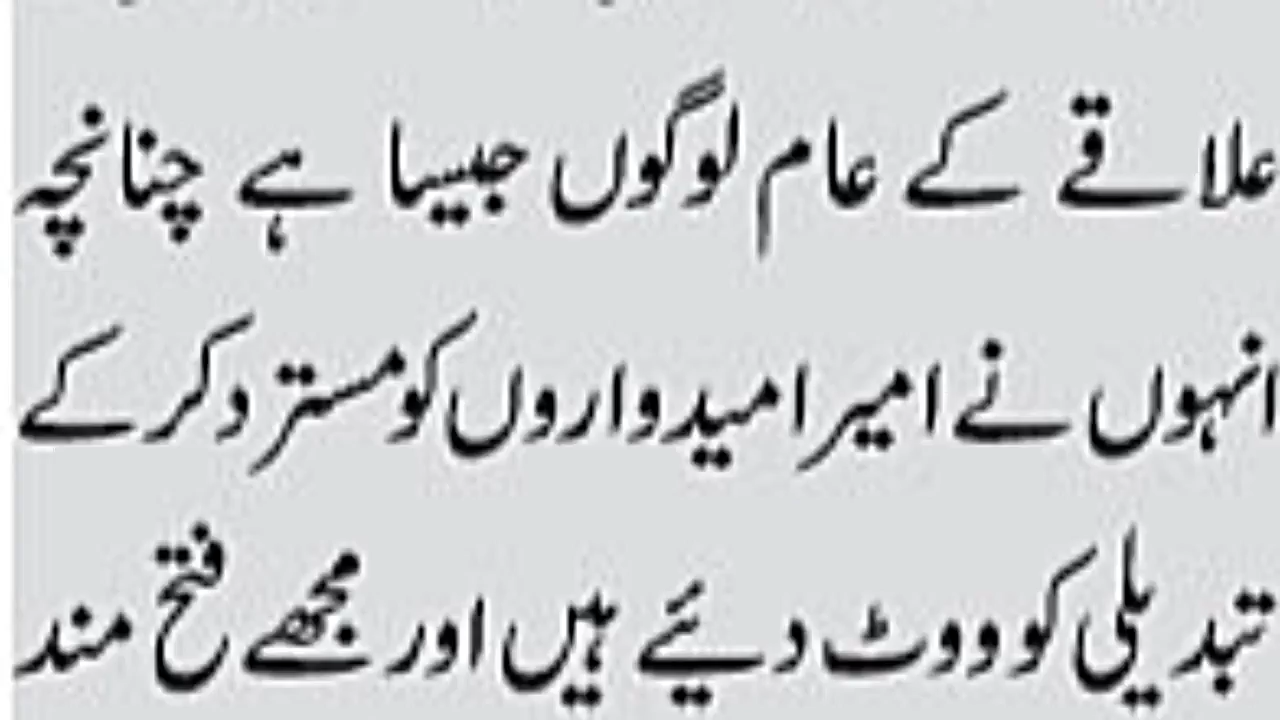 علاقے کے عام لوگوں جیسا ہے چنانچہ
انہوں نے امیر امیدواروں کو مسترد کر کے
تبدیلی کو ووٹ دیئے ہیں اور مجھے فتح مند